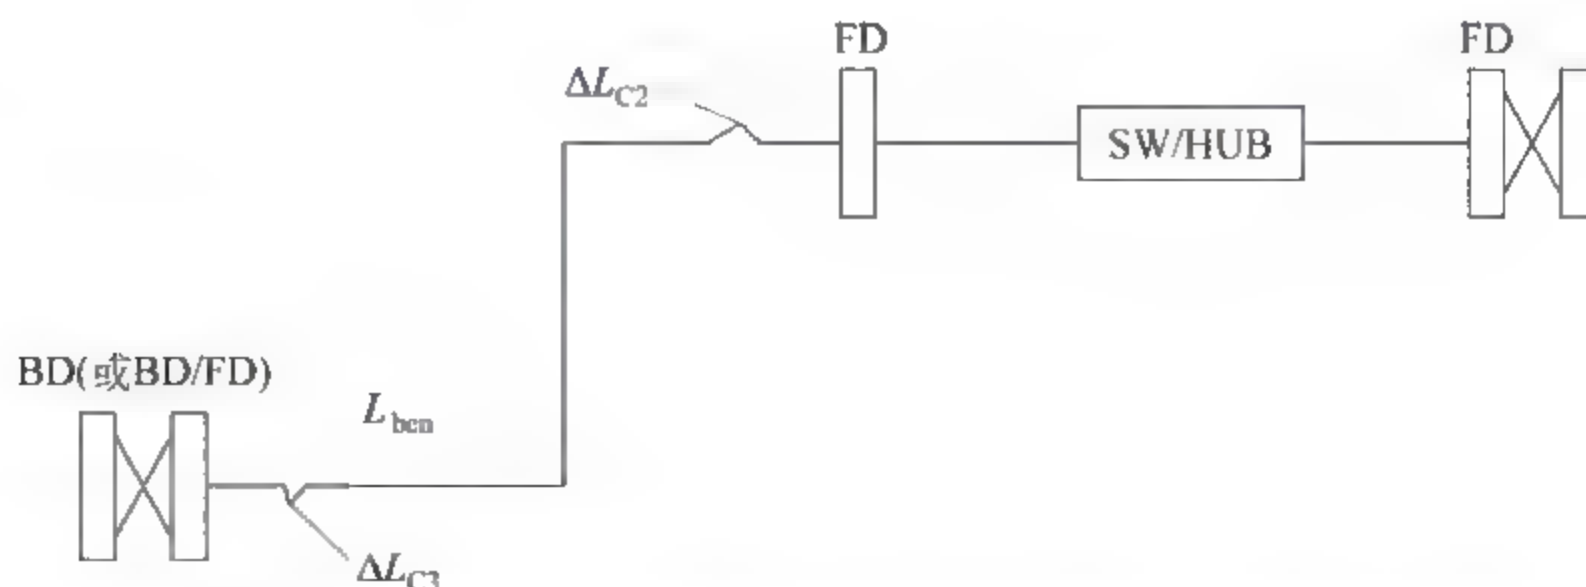 FD
FD
ΔL_C2
SW/HUB
BD(或BD/FD)
L_bcn
ΔL_C3